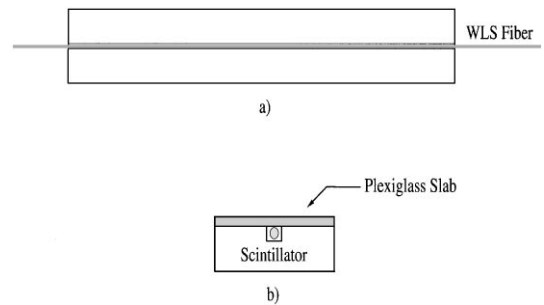 WLS Fiber
a)
Plexiglass Slab
Scintillator
b)